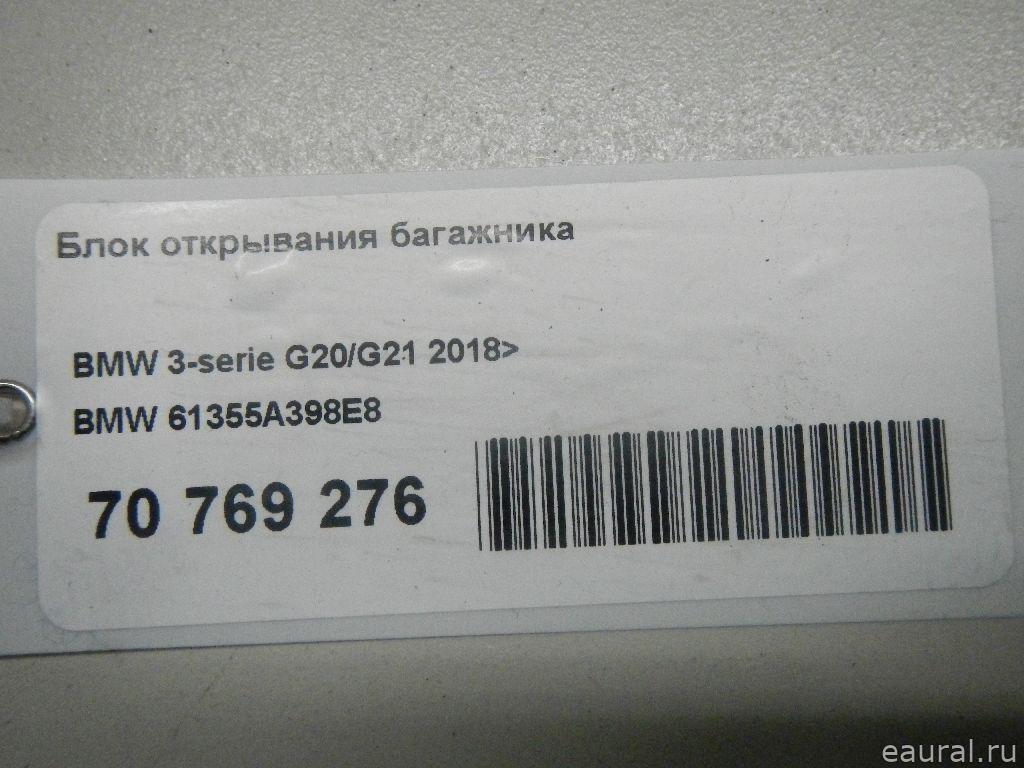 Блок открывания багажника
BMW 3-serie G20/G21 2018>
BMW 61355A398E8
70 769 276
eaural.ru